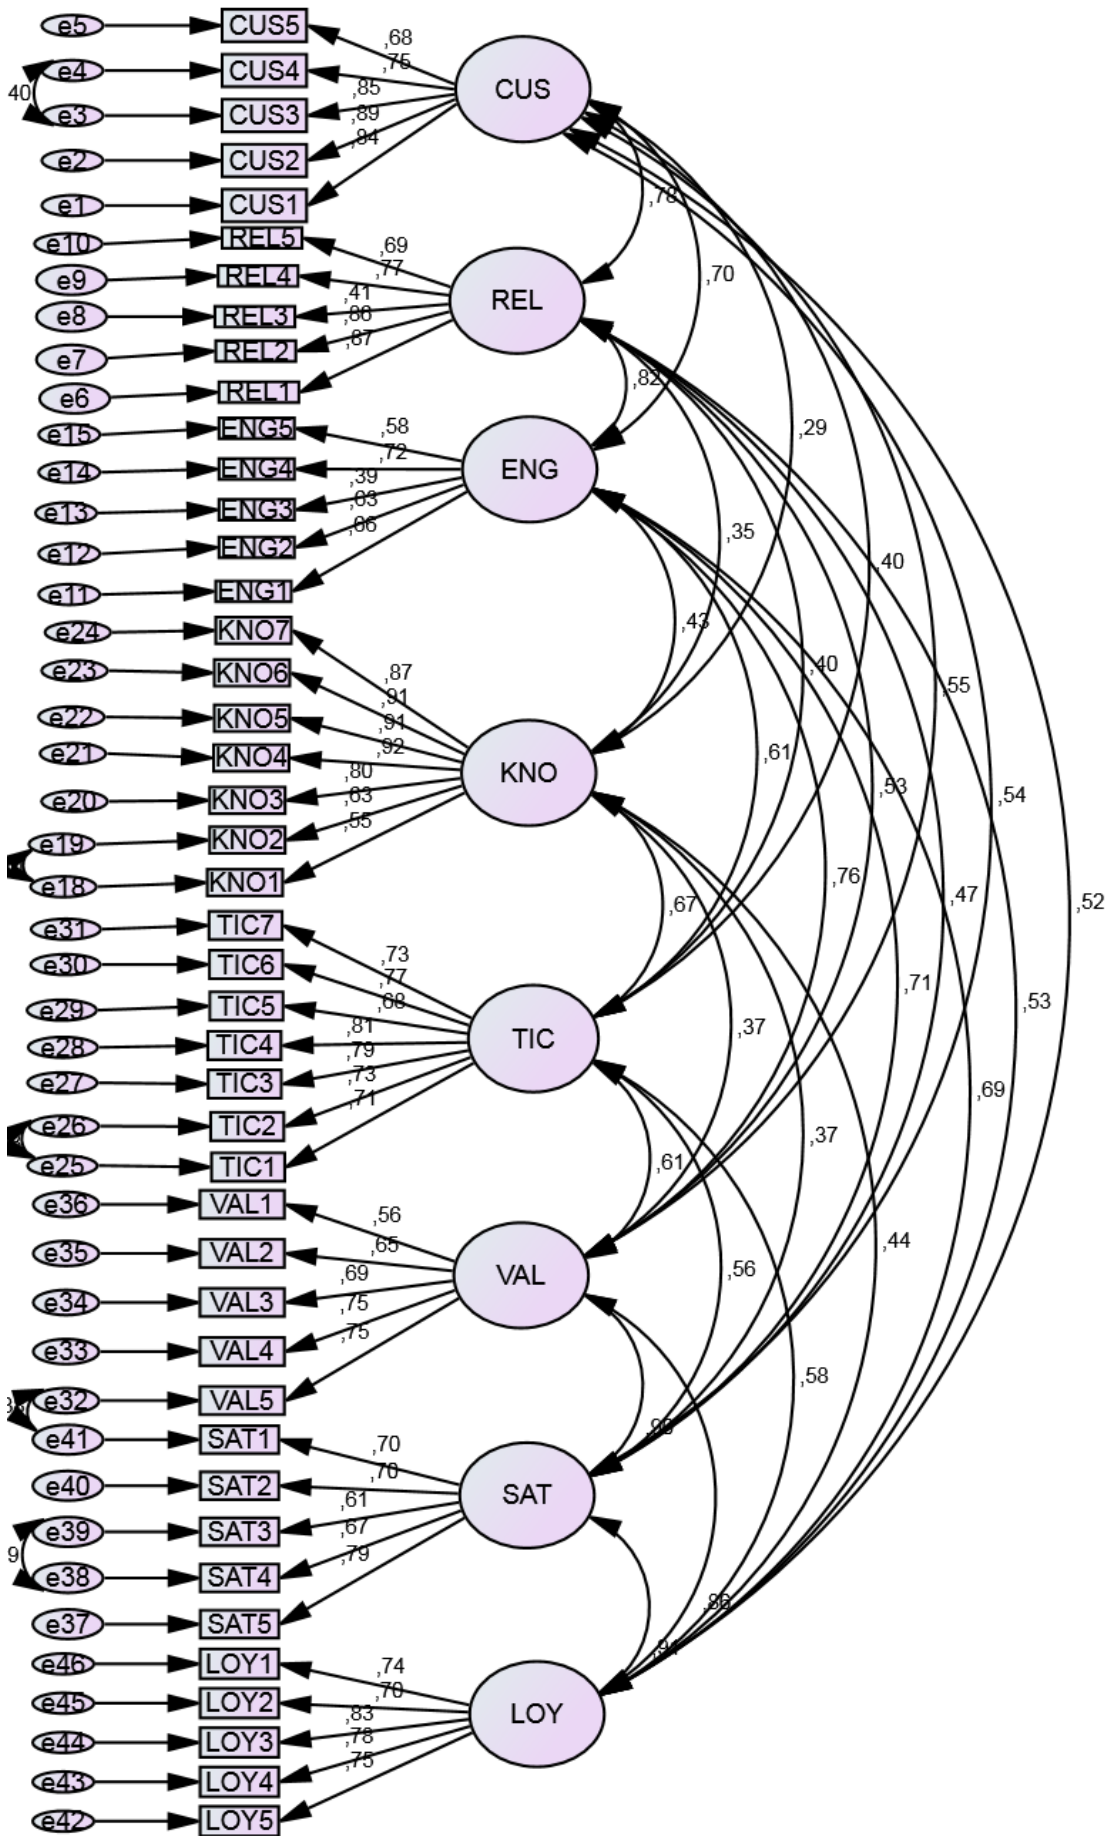 e5 CUS5 ,68
e4 CUS4 ,75
40
e3 CUS3 ,85
e2 CUS2 ,89
e1 CUS1 ,84
CUS
e10 REL5 ,69
e9 REL4 ,77
e8 REL3 ,41
e7 REL2
e6 REL1 ,87
REL
e15 ENG5 ,58
e14 ENG4 ,72
e13 ENG3 ,39
e12 ENG2
e11 ENG1
ENG
e24 KNO7 ,87
e23 KNO6 ,91
e22 KNO5 ,91
e21 KNO4 ,92
e20 KNO3 ,80
e19 KNO2 ,63
e18 KNO1 ,55
KNO
e31 TIC7 ,73
e30 TIC6 ,77
e29 TIC5 ,68
e28 TIC4 ,81
e27 TIC3 ,79
e26 TIC2 ,73
e25 TIC1 ,71
TIC
e36 VAL1 ,56
e35 VAL2 ,65
e34 VAL3 ,69
e33 VAL4 ,75
e32 VAL5 ,75
VAL
e41 SAT1 ,70
e40 SAT2 ,70
e39 SAT3 ,61
9
e38 SAT4 ,67
e37 SAT5 ,79
SAT
e46 LOY1 ,74
e45 LOY2 ,70
e44 LOY3 ,83
e43 LOY4 ,78
e42 LOY5 ,75
LOY
,78
,70
,82
,29
,35
,40
,43
,40
,55
,61
,53
,54
,76
,47
,52
,67
,71
,53
,37
,69
,37
,61
,44
,56
,58
,86
,91